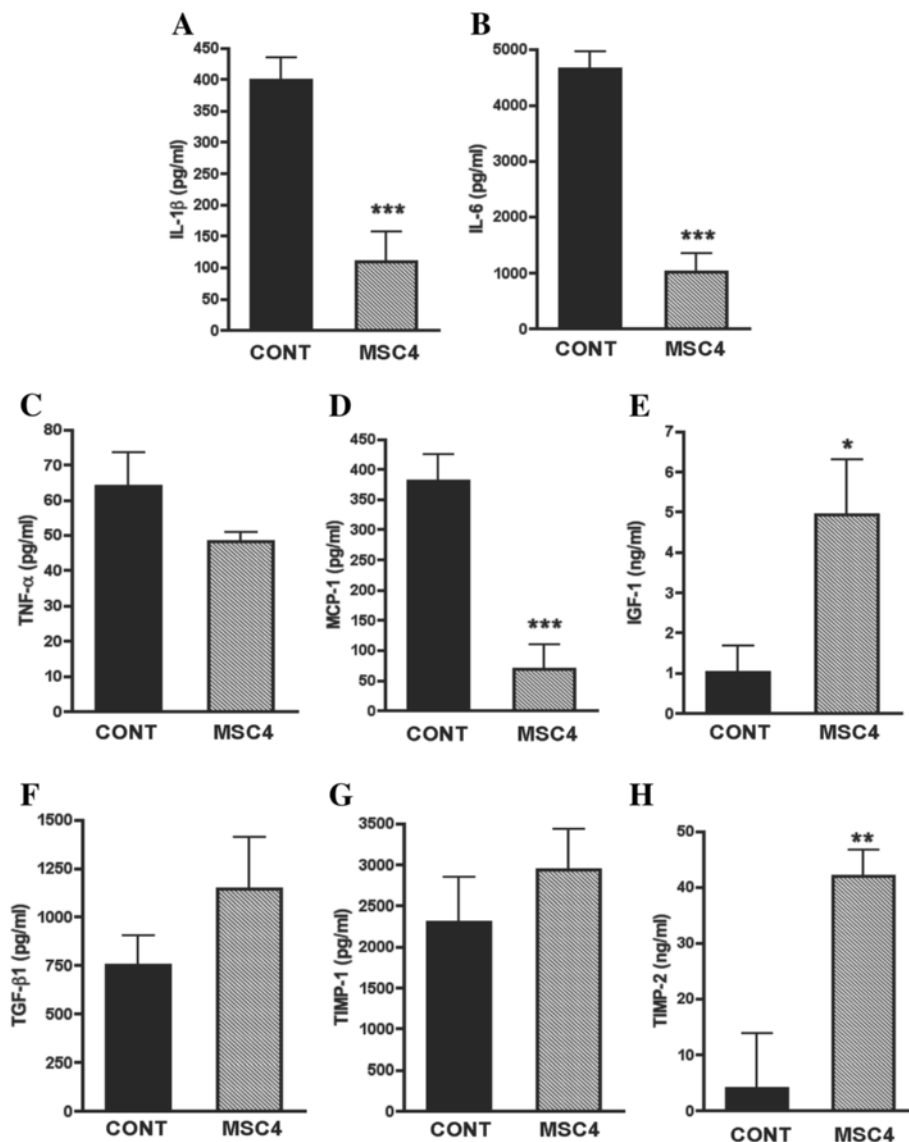 A
IL-1β (pg/ml)
450
400
350
300
250
200
150
100
50
0
***
CONT MSC4
B
IL-6 (pg/ml)
5000
4000
3000
2000
1000
0
***
CONT MSC4
C
TNF-α (pg/ml)
80
70
60
50
40
30
20
10
0
CONT MSC4
D
MCP-1 (pg/ml)
450
400
350
300
250
200
150
100
50
0
***
CONT MSC4
E
IGF-1 (ng/ml)
7
6
5
4
3
2
1
0
*
CONT MSC4
F
TGF-β1 (pg/ml)
1500
1250
1000
750
500
250
0
CONT MSC4
G
TIMP-1 (pg/ml)
3500
3000
2500
2000
1500
1000
500
0
CONT MSC4
H
TIMP-2 (ng/ml)
50
40
30
20
10
0
**
CONT MSC4